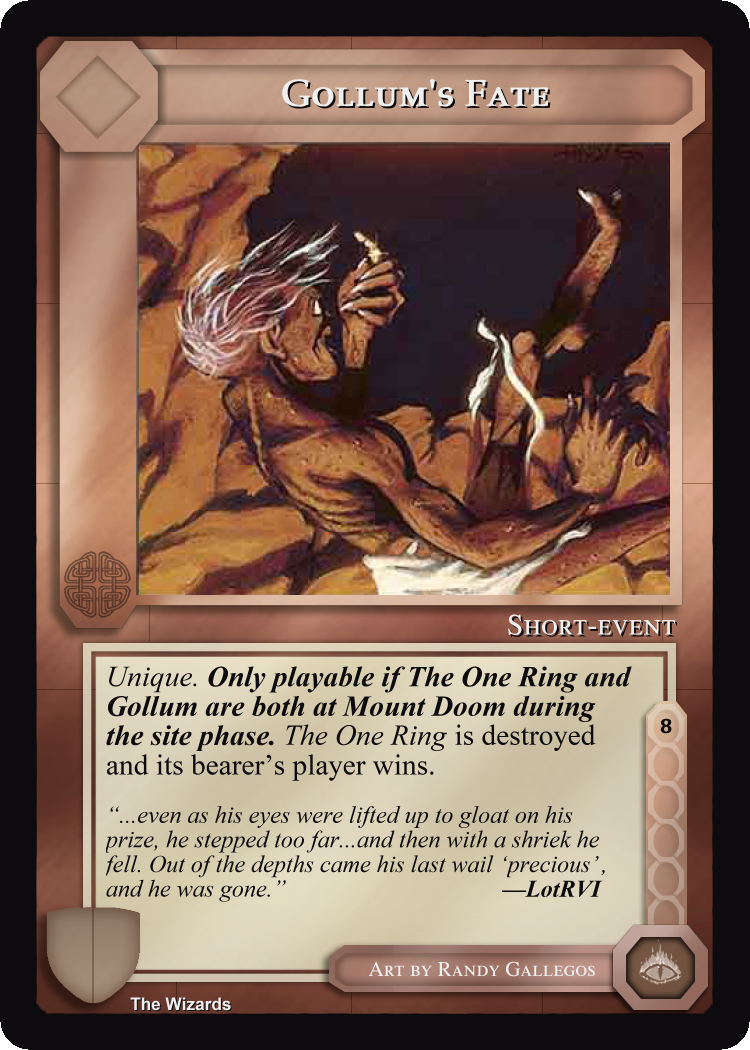 Gollum's Fate
Short-event
Unique. Only playable if The One Ring and
Gollum are both at Mount Doom during
the site phase. The One Ring is destroyed
and its bearer’s player wins.
8
“...even as his eyes were lifted up to gloat on his
prize, he stepped too far...and then with a shriek he
fell. Out of the depths came his last wail ‘precious’,
and he was gone.” —LotRVI
Art by Randy Gallegos
The Wizards